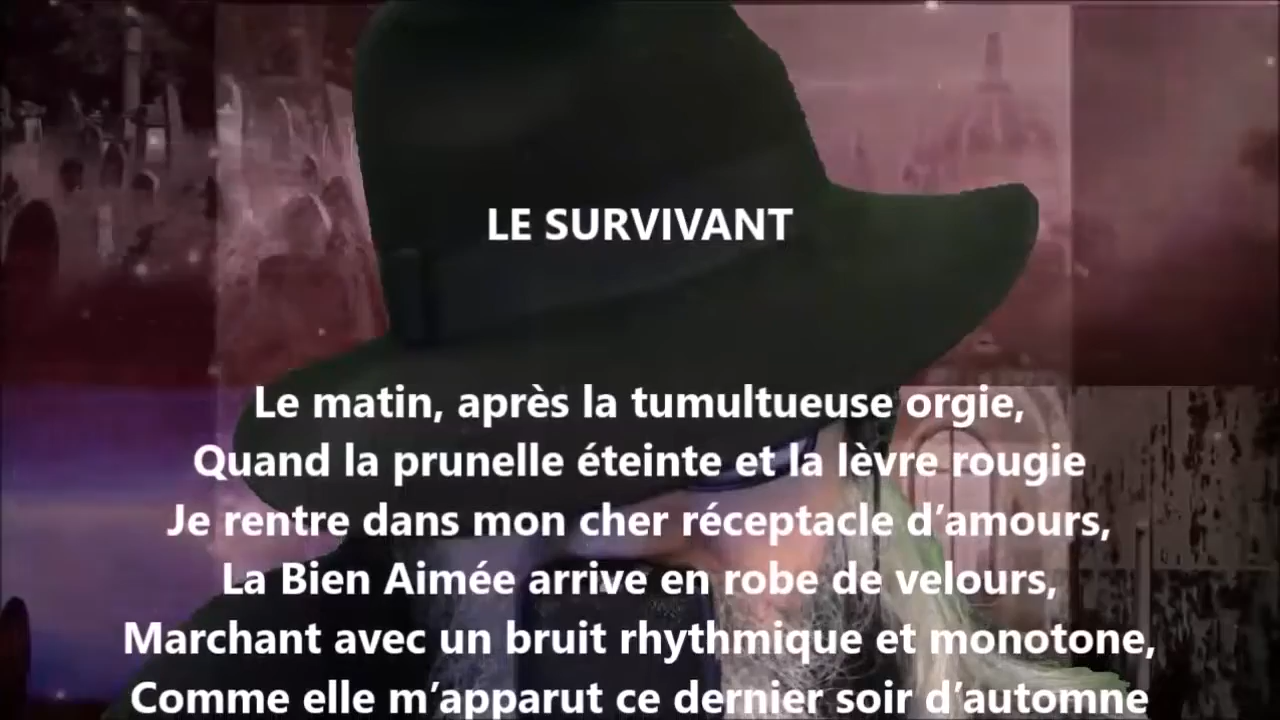 LE SURVIVANT
Le matin, après la tumultueuse orgie,
Quand la prunelle éteinte et la lèvre rougie
Je rentre dans mon cher réceptacle d’amours,
La Bien Aimée arrive en robe de velours,
Marchant avec un bruit rhythmique et monotone,
Comme elle m’apparut ce dernier soir d’automne